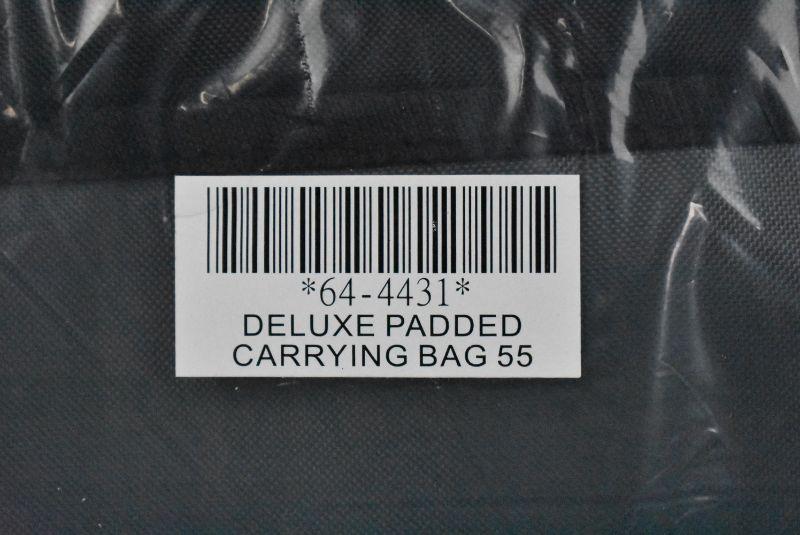 *64-4431*
DELUXE PADDED
CARRYING BAG 55